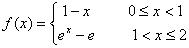 f(x) = { 1 − x    0 ≤ x < 1
e^x − e    1 < x ≤ 2